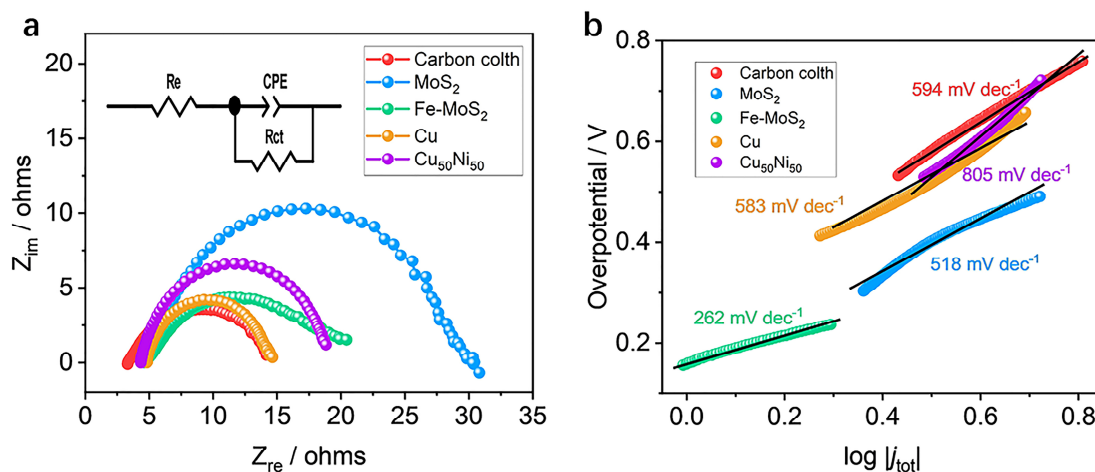 a
Z_im / ohms
20
15
10
5
0
0 5 10 15 20 25 30 35
Z_re / ohms
Re
CPE
Rct
Carbon colth
MoS₂
Fe-MoS₂
Cu
Cu₅₀Ni₅₀
b
Overpotential / V
0.8
0.6
0.4
0.2
0.0 0.2 0.4 0.6 0.8
log |j_tot|
Carbon colth
MoS₂
Fe-MoS₂
Cu
Cu₅₀Ni₅₀
594 mV dec⁻¹
805 mV dec⁻¹
583 mV dec⁻¹
518 mV dec⁻¹
262 mV dec⁻¹